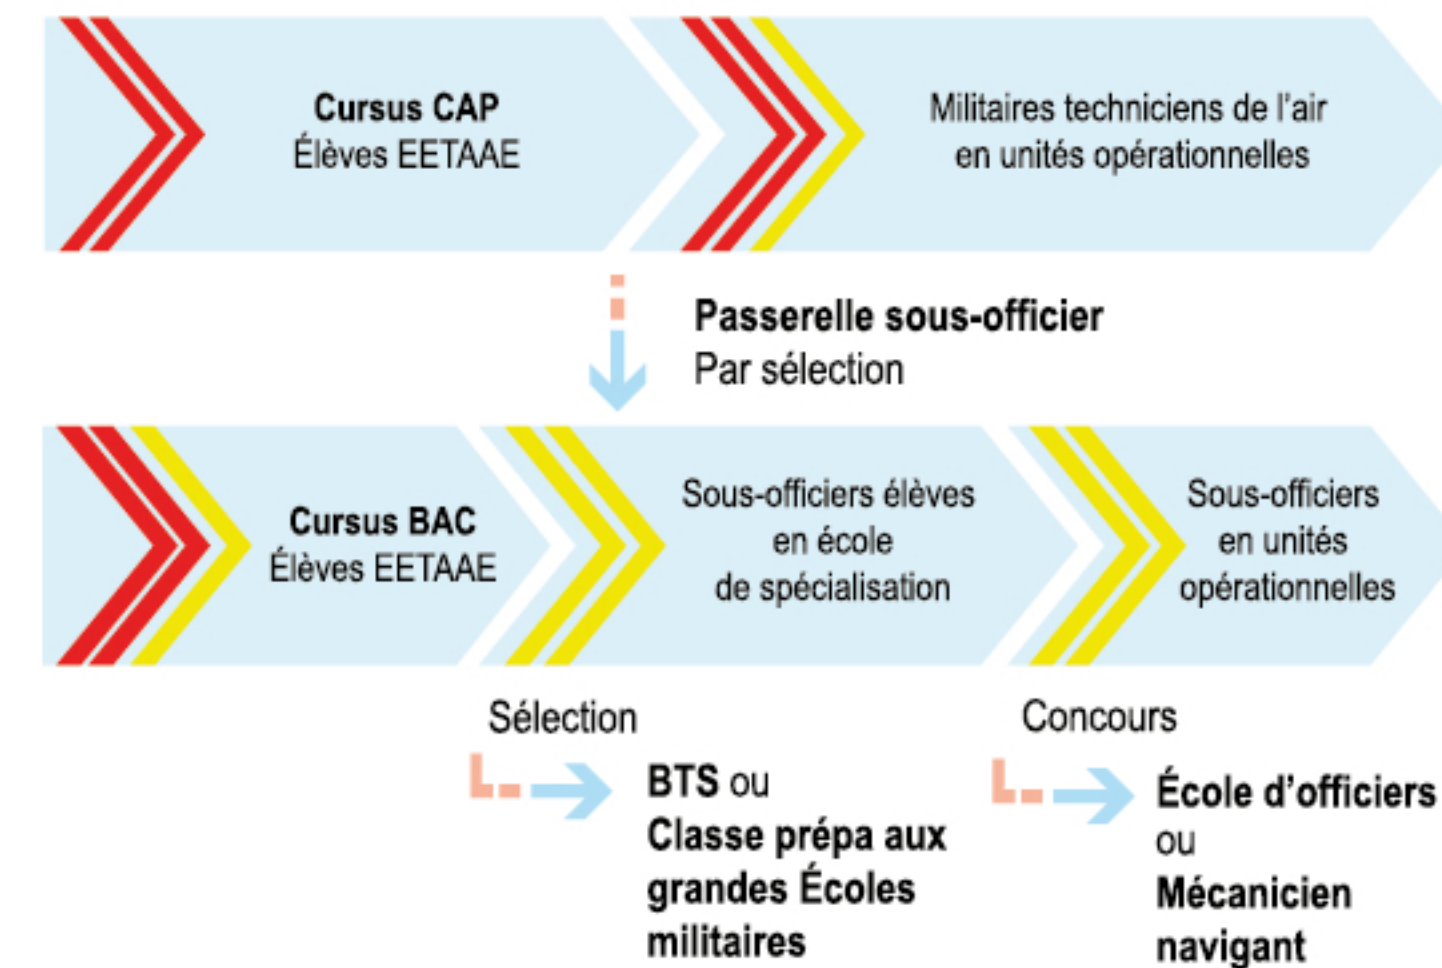 Cursus CAP
Élèves EETAAE
Militaires techniciens de l'air
en unités opérationnelles
Passerelle sous-officier
Par sélection
Cursus BAC
Élèves EETAAE
Sous-officiers élèves
en école
de spécialisation
Sous-officiers
en unités
opérationnelles
Sélection
BTS ou
Classe prépa aux
grandes Écoles
militaires
Concours
École d'officiers
ou
Mécanicien
navigant